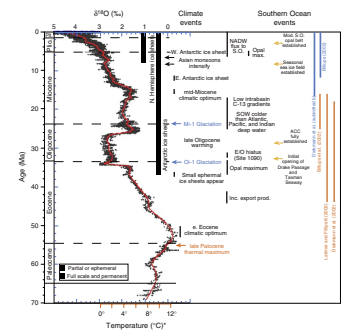 δ¹⁸O (‰)
Climate
events
Southern Ocean
events
5 4 3 2 1 0
0
10
20
30
40
50
60
70
Age (Ma)
Plio.
Miocene
Oligocene
Eocene
Paleocene
N. Hemisphere ice sheets
Antarctic ice sheets
W. Antarctic ice sheet
Asian monsoons
intensify
E. Antarctic ice sheet
mid-Miocene
climatic optimum
Mi-1 Glaciation
late Oligocene
warming
Oi-1 Glaciation
Small ephemeral
ice sheets appear
e. Eocene
climatic optimum
late Paleocene
thermal maximum
NADW
flux to
S.O.
Opal
max.
Mod. S.O.
opal belt
established
Seasonal
sea ice field
established
Low intrabasin
C-13 gradients
SOW colder
than Atlantic,
Pacific, and Indian
deep water
ACC
fully
established
E/O hiatus
(Site 1090)
Opal maximum
Initial
opening of
Drake Passage
and Tasman
Seaway
Inc. export prod.
Partial or ephemeral
Full scale and permanent
0° 4° 8° 12°
Temperature (°C)*